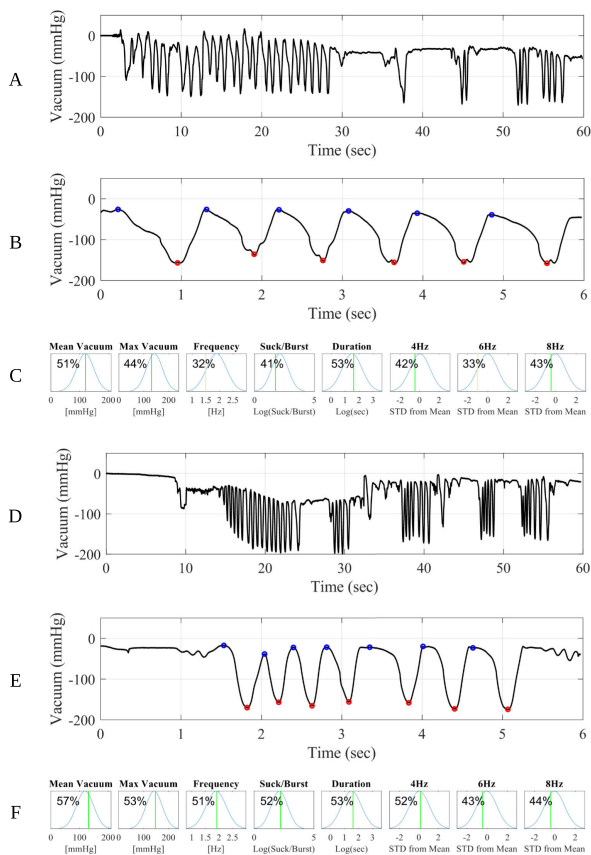 A
Vacuum (mmHg)
0
-100
-200
0 10 20 30 40 50 60
Time (sec)
B
Vacuum (mmHg)
0
-100
-200
0 1 2 3 4 5 6
Time (sec)
C
Mean Vacuum Max Vacuum Frequency Suck/Burst Duration 4Hz 6Hz 8Hz
51% 44% 32% 41% 53% 42% 33% 43%
0 100 200 0 100 200 1 1.5 2 2.5 0 5 0 1 2 3 -2 0 2 -2 0 2 -2 0 2
[mmHg] [mmHg] [Hz] Log(Suck/Burst) Log(sec) STD from Mean STD from Mean STD from Mean
D
Vacuum (mmHg)
0
-100
-200
0 10 20 30 40 50 60
Time (sec)
E
Vacuum (mmHg)
0
-100
-200
0 1 2 3 4 5 6
Time (sec)
F
Mean Vacuum Max Vacuum Frequency Suck/Burst Duration 4Hz 6Hz 8Hz
57% 53% 51% 52% 53% 52% 43% 44%
0 100 200 0 100 200 1 1.5 2 2.5 0 5 0 1 2 3 -2 0 2 -2 0 2 -2 0 2
[mmHg] [mmHg] [Hz] Log(Suck/Burst) Log(sec) STD from Mean STD from Mean STD from Mean